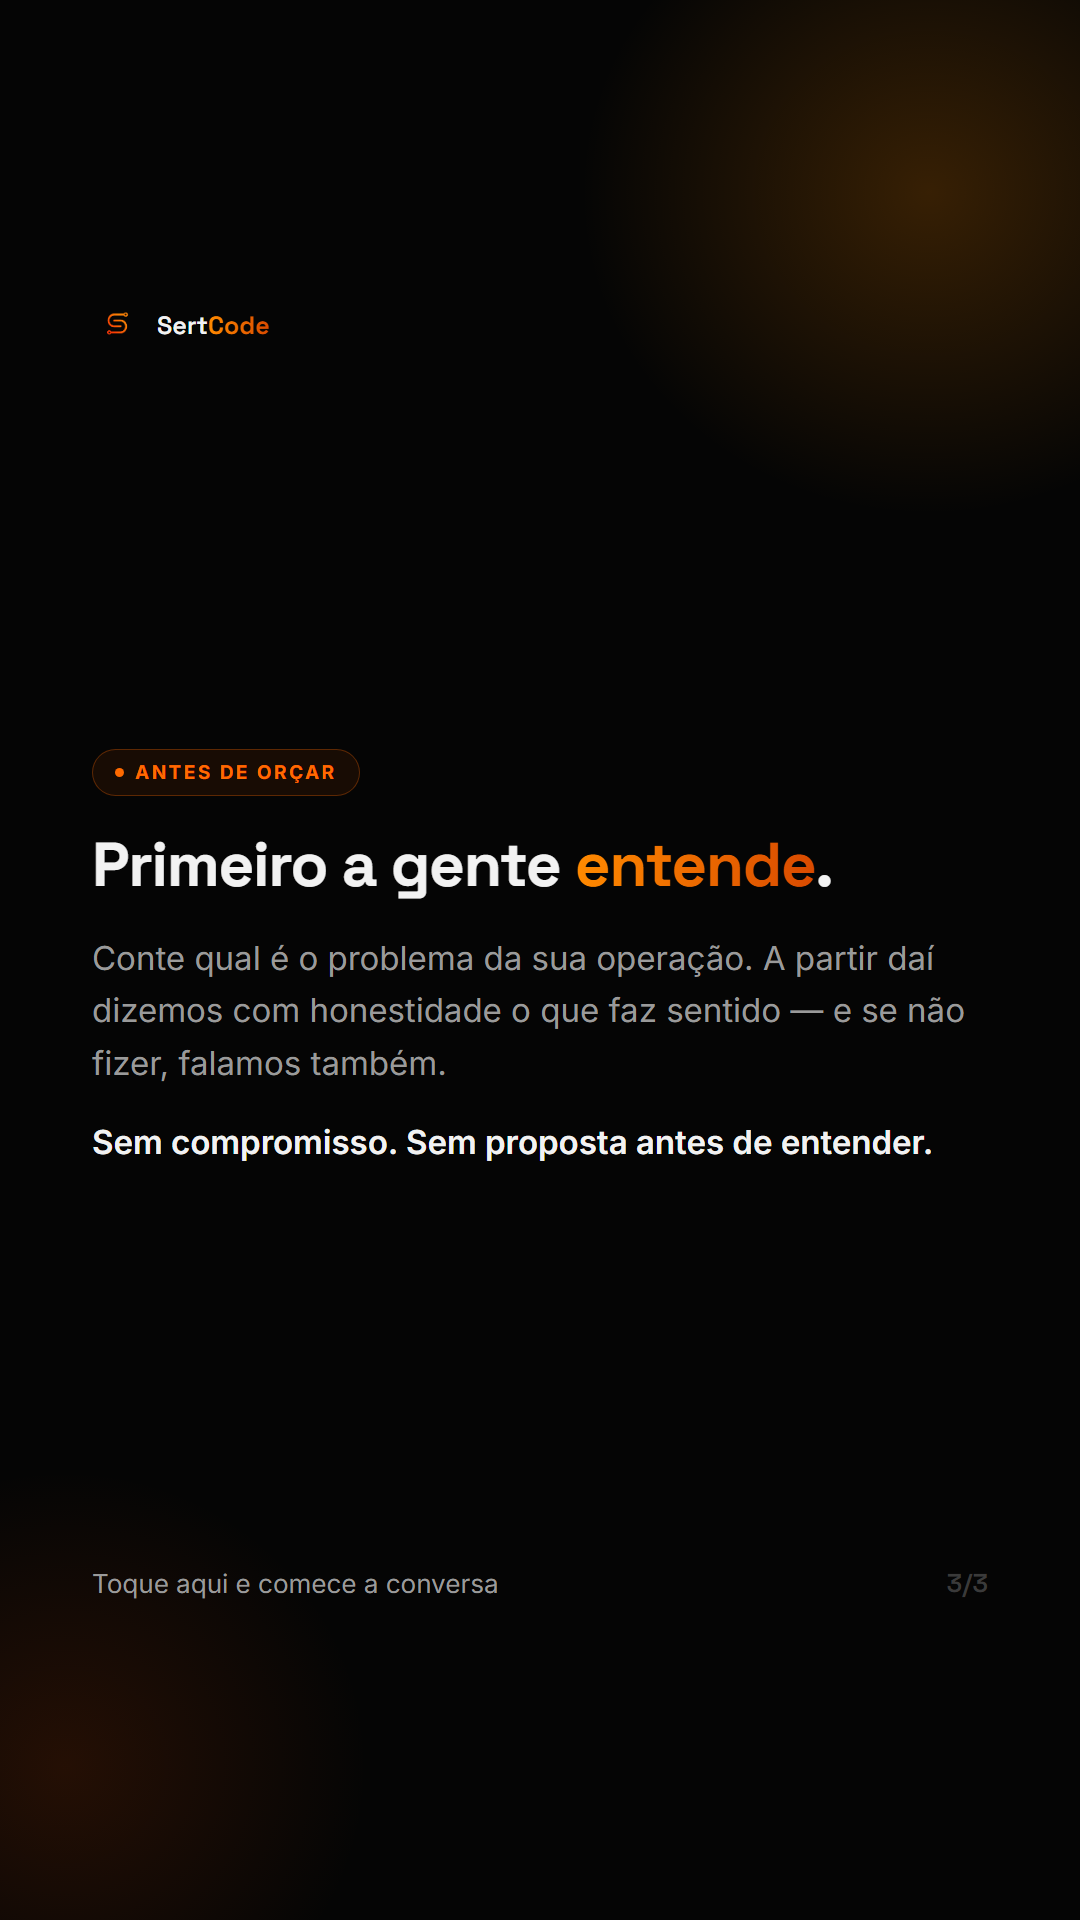 SertCode
ANTES DE ORÇAR
Primeiro a gente entende.
Conte qual é o problema da sua operação. A partir daí
dizemos com honestidade o que faz sentido — e se não
fizer, falamos também.
Sem compromisso. Sem proposta antes de entender.
Toque aqui e comece a conversa
3/3